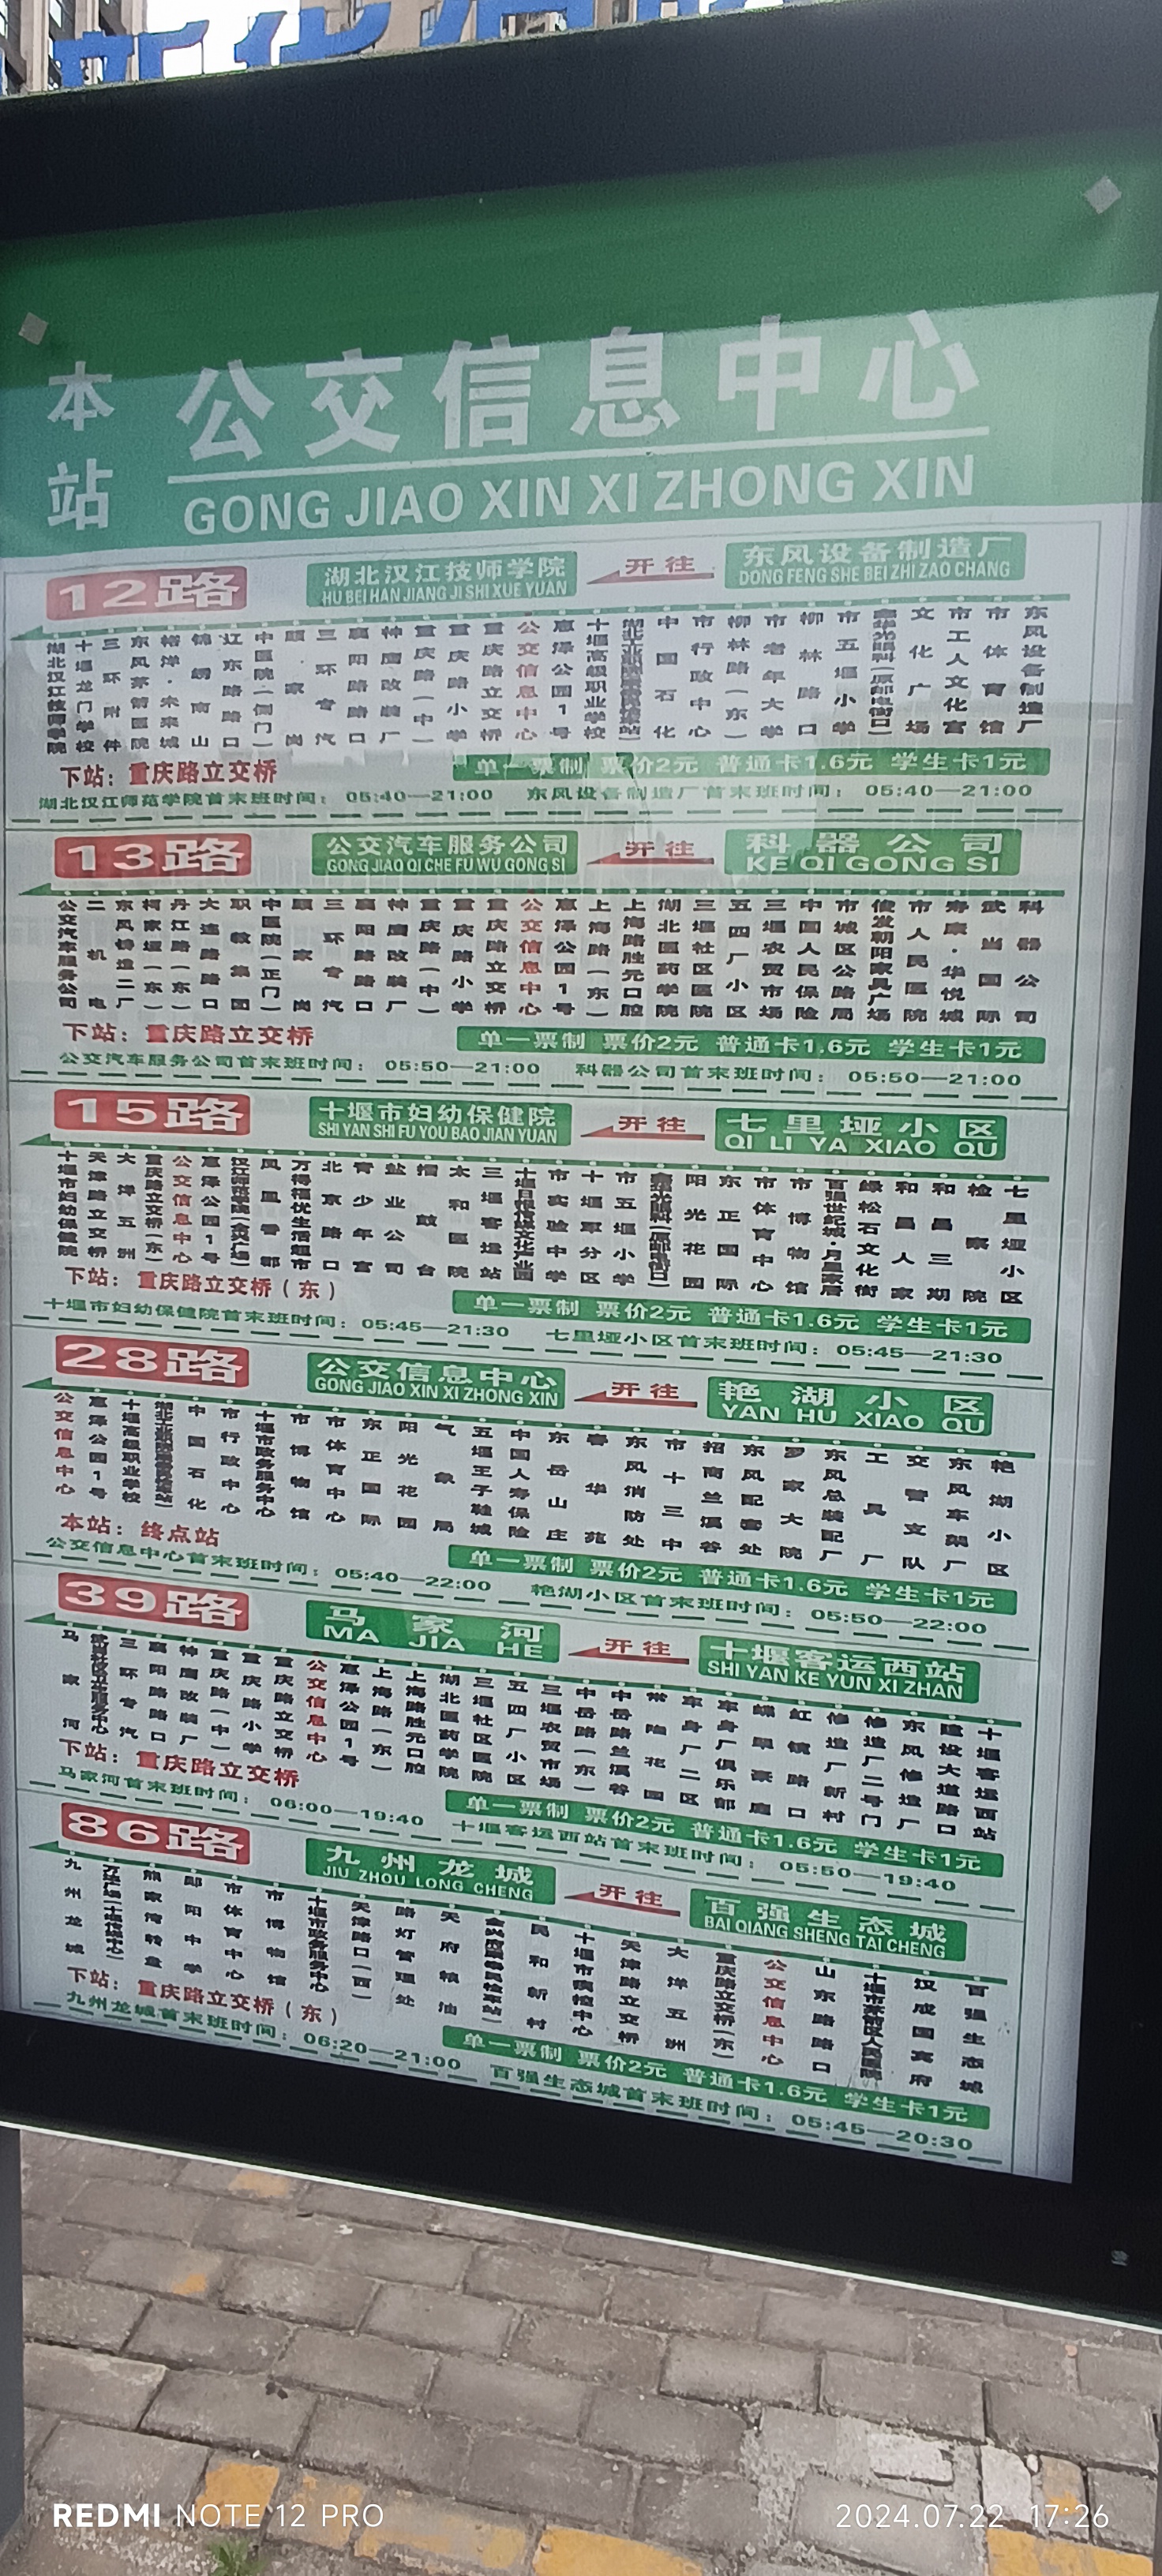 本站
公交信息中心
GONG JIAO XIN XI ZHONG XIN
12路 湖北汉江技师学院 开往 东风设备制造厂
HU BEI HAN JIANG JI SHI XUE YUAN DONG FENG SHE BEI ZHI ZAO CHANG
湖北汉江技师学院 十堰龙门学校 三环附件 东风茅箭医院 裕洋·未来城 锦绣南山 辽东路路口 中医院(侧门) 顾家岗 三环专汽 襄阳路路口 神鹰改装厂 重庆路(中) 重庆路小学 重庆路立交桥 公交信息中心 惠泽公园1号 十堰高级职业学校 中国石化 市行政中心 柳林路(东) 市老年大学 柳林路口 市五堰小学 文化广场 市工人文化宫 市体育馆 东风设备制造厂
下站：重庆路立交桥 单一票制 票价2元 普通卡1.6元 学生卡1元
湖北汉江师范学院首末班时间：05:40—21:00 东风设备制造厂首末班时间：05:40—21:00
13路 公交汽车服务公司 开往 科器公司
GONG JIAO QI CHE FU WU GONG SI KE QI GONG SI
公交汽车服务公司 二机电 东风铸造二厂 柯家垭(东) 丹江路(东) 大连路路口 职教集团 中医院(正门) 顾家岗 三环专汽 襄阳路路口 神鹰改装厂 重庆路(中) 重庆路小学 重庆路立交桥 公交信息中心 惠泽公园1号 上海路(东) 上海路胜元口腔 湖北医药学院 三堰社区医院 五四厂小区 三堰农贸市场 中国人民保险 市城区公路局 俊发朝阳家具广场 市人民医院 寿康·华悦城 武当国际 科器公司
下站：重庆路立交桥 单一票制 票价2元 普通卡1.6元 学生卡1元
公交汽车服务公司首末班时间：05:50—21:00 科器公司首末班时间：05:50—21:00
15路 十堰市妇幼保健院 开往 七里垭小区
SHI YAN SHI FU YOU BAO JIAN YUAN QI LI YA XIAO QU
十堰市妇幼保健院 天津路立交桥 大洋五洲 重庆路立交桥(东) 公交信息中心 惠泽公园1号 汉江师范学院(金贸广场) 凤凰香郡 万得福优生活超市 北京路口 青少年宫 盐业公司 擂鼓台 太和医院 三堰客运站 市实验中学 十堰军分区 市五堰小学 阳光花园 东正国际 市体育中心 市博物馆 百强世纪城·月星家居 绿松石文化街 和昌人家 和昌三期 检察院 七里垭小区
下站：重庆路立交桥（东） 单一票制 票价2元 普通卡1.6元 学生卡1元
十堰市妇幼保健院首末班时间：05:45—21:30 七里垭小区首末班时间：05:45—21:30
28路 公交信息中心 开往 艳湖小区
GONG JIAO XIN XI ZHONG XIN YAN HU XIAO QU
公交信息中心 惠泽公园1号 十堰高级职业学校 中国石化 市行政中心 十堰市政务服务中心 市博物馆 市体育中心 东正国际 阳光花园 气象局 五堰王子鞋城 中国人寿保险 东岳山庄 春华苑 东风消防处 市十三中 招商兰溪谷 东风配套处 罗家大院 东风总装配厂 工具厂 交警支队 东风车架厂 艳湖小区
本站：终点站 单一票制 票价2元 普通卡1.6元 学生卡1元
公交信息中心首末班时间：05:40—22:00 艳湖小区首末班时间：05:50—22:00
39路 马家河 开往 十堰客运西站
MA JIA HE SHI YAN KE YUN XI ZHAN
马家河 三环专汽 襄阳路路口 神鹰改装厂 重庆路(中) 重庆路小学 重庆路立交桥 公交信息中心 惠泽公园1号 上海路(东) 上海路胜元口腔 湖北医药学院 三堰社区医院 五四厂小区 三堰农贸市场 中岳路(东) 中岳路兰溪谷 常阳花园 车身厂二区 车身厂俱乐部 嵘昇豪庭 红镜路口 修造厂新村 修造厂二号门 东风修造厂 建设大道路口 十堰客运西站
下站：重庆路立交桥 单一票制 票价2元 普通卡1.6元 学生卡1元
马家河首末班时间：06:00—19:40 十堰客运西站首末班时间：05:50—19:40
86路 九州龙城 开往 百强生态城
JIU ZHOU LONG CHENG BAI QIANG SHENG TAI CHENG
九州龙城 熊家湾转盘 郧阳中学 市体育中心 市博物馆 十堰市政务服务中心 天津路口(西) 路灯管理处 天府粮油 民和新村 十堰市疾控中心 天津路立交桥 大洋五洲 重庆路立交桥(东) 公交信息中心 山东路路口 十堰市茅箭区人民医院 汉成国宾府 百强生态城
下站：重庆路立交桥（东） 单一票制 票价2元 普通卡1.6元 学生卡1元
九州龙城首末班时间：06:20—21:00 百强生态城首末班时间：05:45—20:30
REDMI NOTE 12 PRO 2024.07.22 17:26